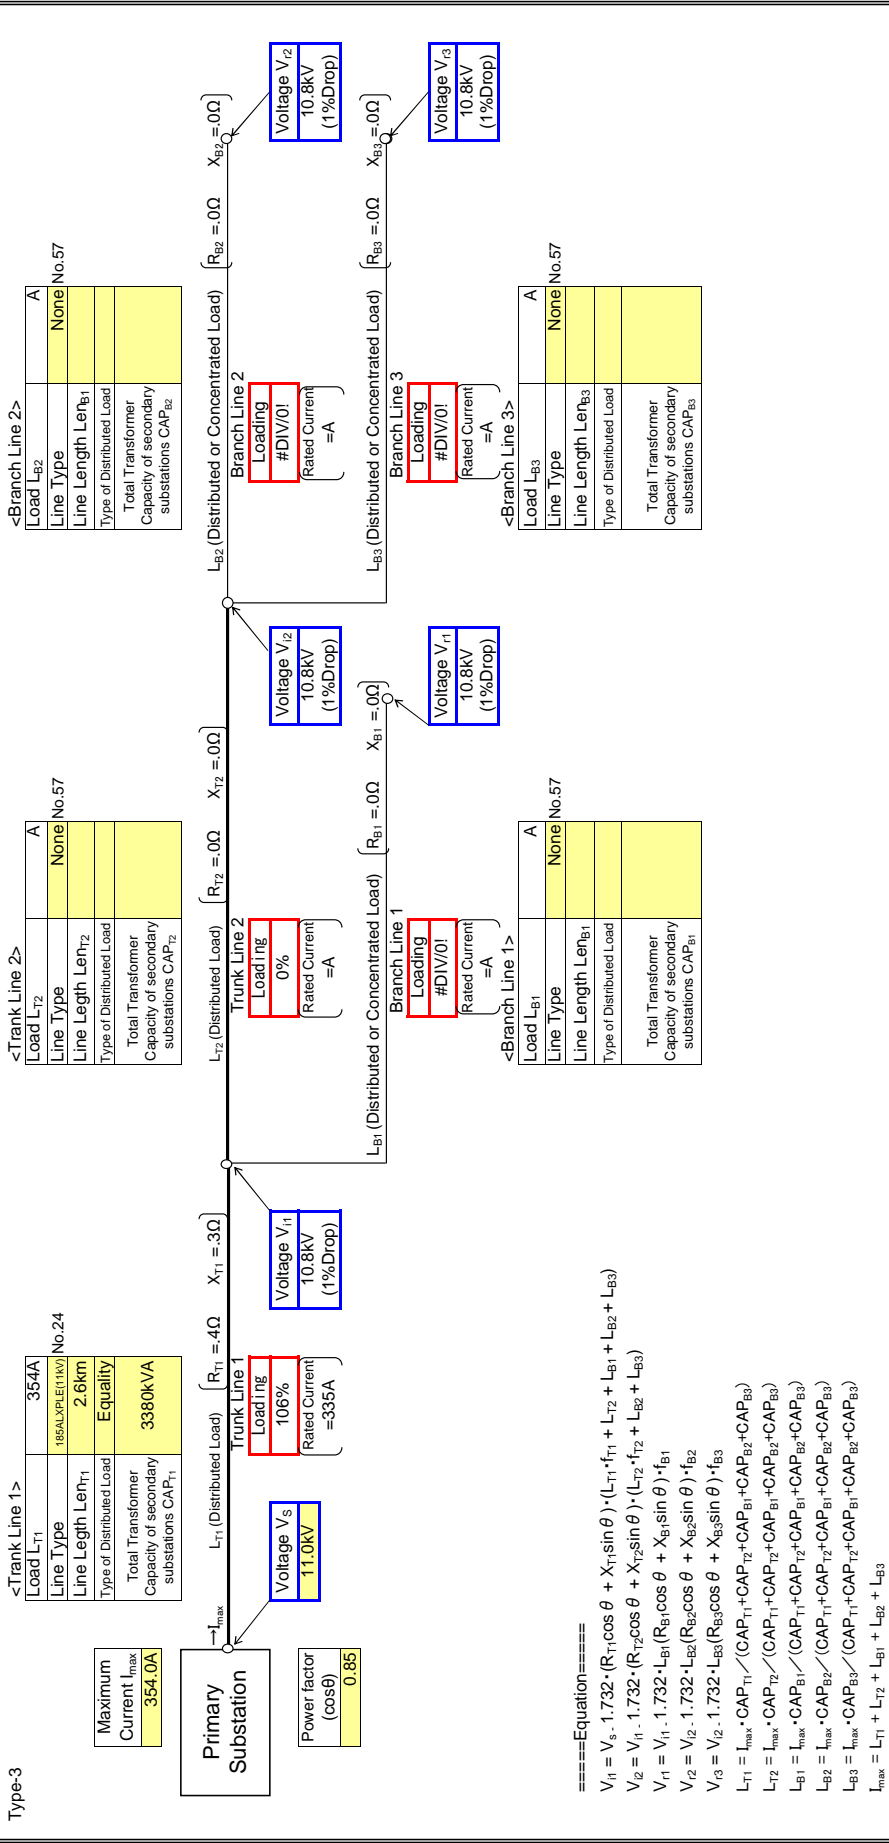 Type-3
Maximum
Current Imax
354.0A
Primary
Substation
Power factor
(cosθ)
0.85
<Trank Line 1>
Load LT1 354A
Line Type 185ALXPLE(11kV) No.24
Line Legth LenT1 2.6km
Type of Distributed Load Equality
Total Transformer
Capacity of secondary
substations CAPT1 3380kVA
→Imax
LT1 (Distributed Load)
RT1 =.4Ω XT1 =.3Ω
Voltage VS
11.0kV
Trunk Line 1
Loading
106%
Rated Current
=335A
Voltage Vi1
10.8kV
(1%Drop)
<Trank Line 2>
Load LT2 A
Line Type None No.57
Line Legth LenT2
Type of Distributed Load
Total Transformer
Capacity of secondary
substations CAPT2
LT2 (Distributed Load)
RT2 =.0Ω XT2 =.0Ω
Trunk Line 2
Loading
0%
Rated Current
=A
Voltage Vi2
10.8kV
(1%Drop)
LB1 (Distributed or Concentrated Load)
RB1 =.0Ω XB1 =.0Ω
Branch Line 1
Loading
#DIV/0!
Rated Current
=A
Voltage Vr1
10.8kV
(1%Drop)
<Branch Line 1>
Load LB1 A
Line Type None No.57
Line Length LenB1
Type of Distributed Load
Total Transformer
Capacity of secondary
substations CAPB1
<Branch Line 2>
Load LB2 A
Line Type None No.57
Line Length LenB1
Type of Distributed Load
Total Transformer
Capacity of secondary
substations CAPB2
LB2 (Distributed or Concentrated Load)
RB2 =.0Ω XB2 =.0Ω
Branch Line 2
Loading
#DIV/0!
Rated Current
=A
Voltage Vr2
10.8kV
(1%Drop)
LB3 (Distributed or Concentrated Load)
RB3 =.0Ω XB3 =.0Ω
Branch Line 3
Loading
#DIV/0!
Rated Current
=A
Voltage Vr3
10.8kV
(1%Drop)
<Branch Line 3>
Load LB3 A
Line Type None No.57
Line Length LenB3
Type of Distributed Load
Total Transformer
Capacity of secondary
substations CAPB3
=====Equation=====
Vi1 = Vs - 1.732・(RT1cosθ + XT1sinθ)・(LT1・fT1 + LT2 + LB1 + LB2 + LB3)
Vi2 = Vi1 - 1.732・(RT2cosθ + XT2sinθ)・(LT2・fT2 + LB2 + LB3)
Vr1 = Vi1 - 1.732・LB1(RB1cosθ + XB1sinθ)・fB1
Vr2 = Vi2 - 1.732・LB2(RB2cosθ + XB2sinθ)・fB2
Vr3 = Vi2 - 1.732・LB3(RB3cosθ + XB3sinθ)・fB3
LT1 = Imax・CAPT1／(CAPT1+CAPT2+CAPB1+CAPB2+CAPB3)
LT2 = Imax・CAPT2／(CAPT1+CAPT2+CAPB1+CAPB2+CAPB3)
LB1 = Imax・CAPB1／(CAPT1+CAPT2+CAPB1+CAPB2+CAPB3)
LB2 = Imax・CAPB2／(CAPT1+CAPT2+CAPB1+CAPB2+CAPB3)
LB3 = Imax・CAPB3／(CAPT1+CAPT2+CAPB1+CAPB2+CAPB3)
Imax = LT1 + LT2 + LB1 + LB2 + LB3